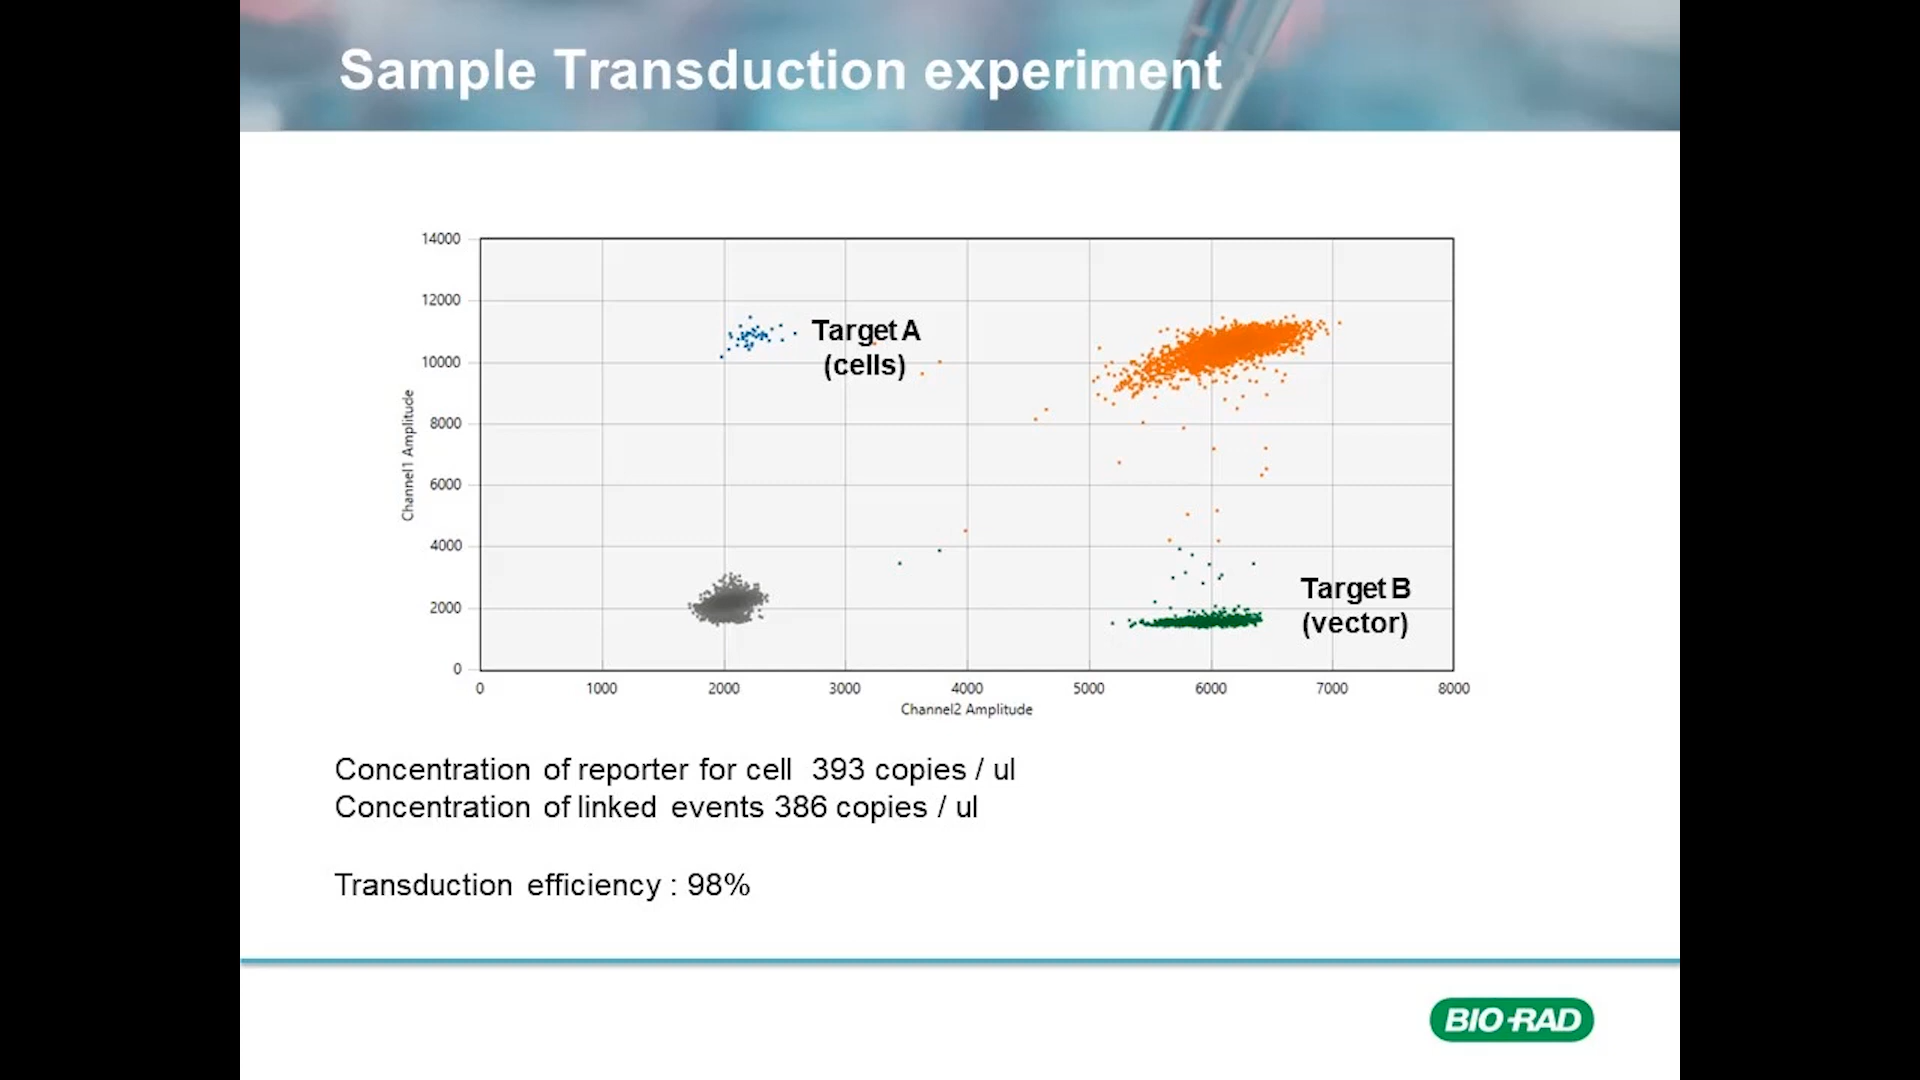 Sample Transduction experiment
14000
12000
10000
8000
6000
4000
2000
0
Channel1 Amplitude
Target A
(cells)
Target B
(vector)
0 1000 2000 3000 4000 5000 6000 7000 8000
Channel2 Amplitude
Concentration of reporter for cell 393 copies / ul
Concentration of linked events 386 copies / ul
Transduction efficiency : 98%
BIO-RAD